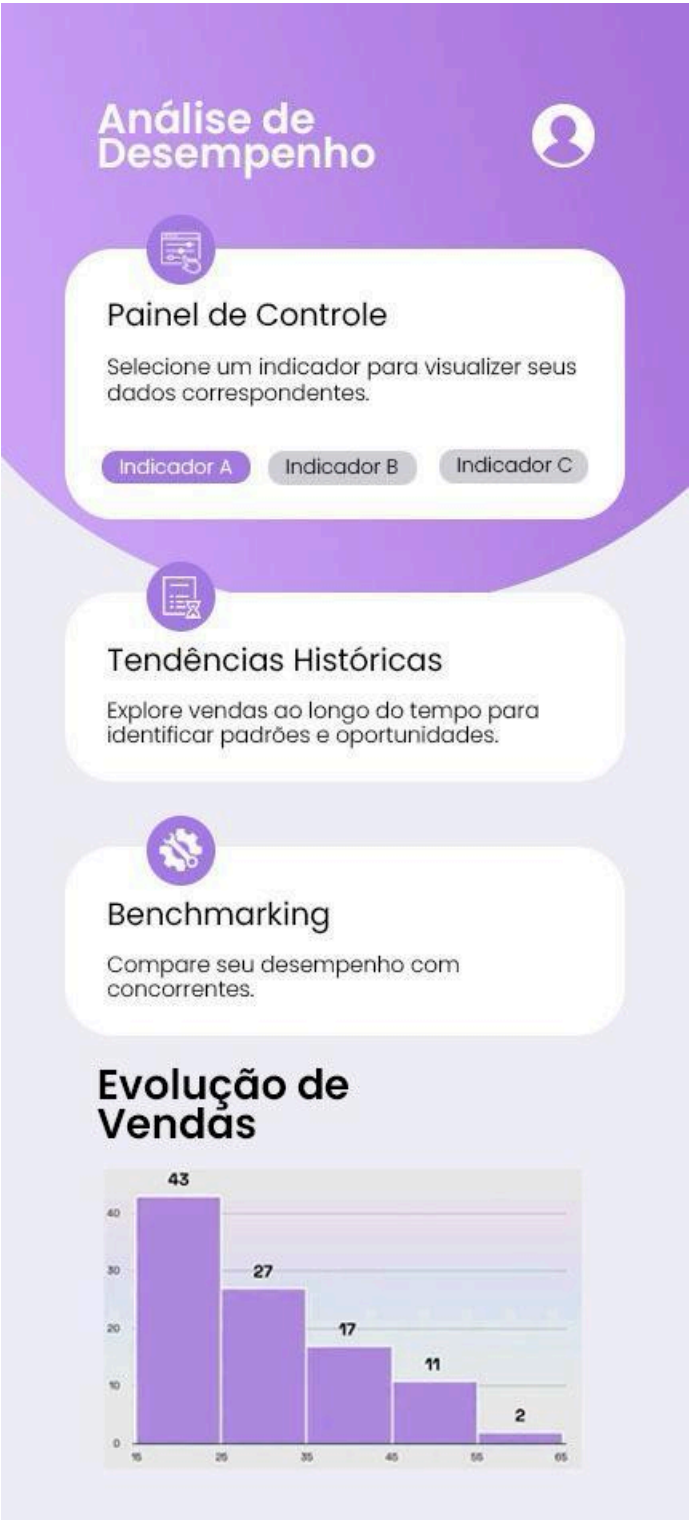 Análise de
Desempenho
Painel de Controle
Selecione um indicador para visualizer seus
dados correspondentes.
Indicador A
Indicador B
Indicador C
Tendências Históricas
Explore vendas ao longo do tempo para
identificar padrões e oportunidades.
Benchmarking
Compare seu desempenho com
concorrentes.
Evolução de
Vendas
43
40
30
27
20
17
11
10
2
0
15 25 35 45 55 65